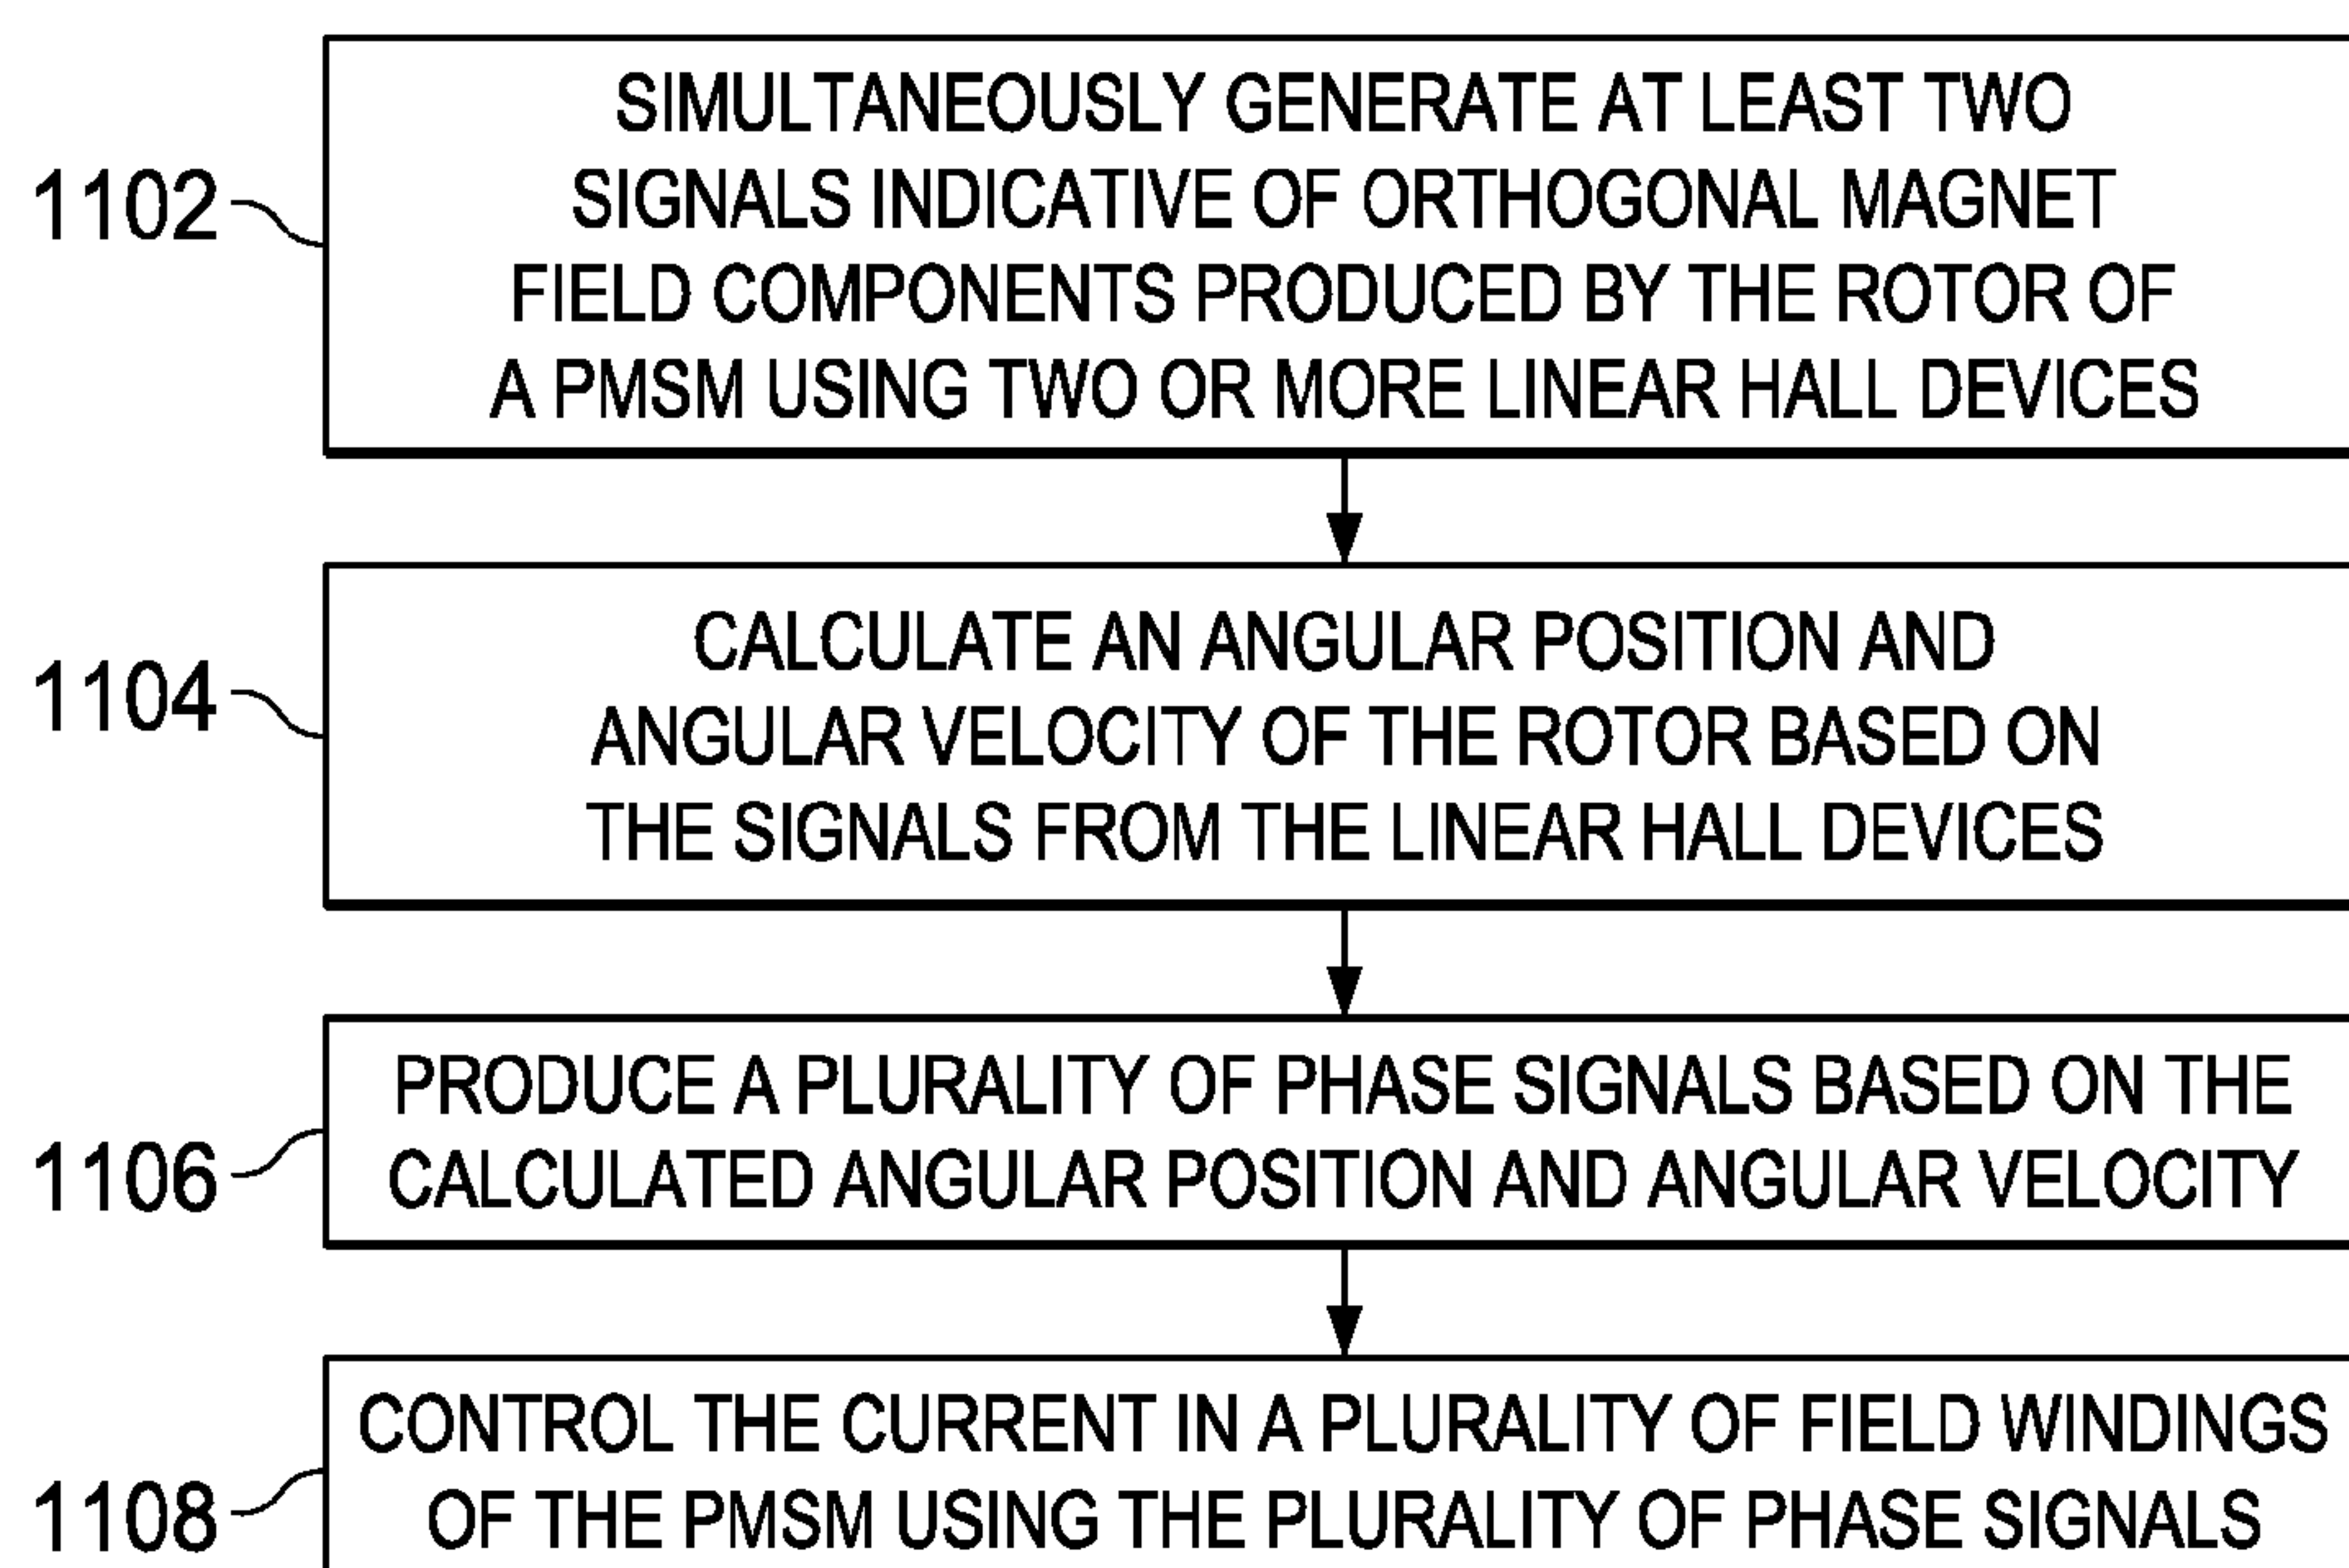 SIMULTANEOUSLY GENERATE AT LEAST TWO
SIGNALS INDICATIVE OF ORTHOGONAL MAGNET
FIELD COMPONENTS PRODUCED BY THE ROTOR OF
A PMSM USING TWO OR MORE LINEAR HALL DEVICES
1102
CALCULATE AN ANGULAR POSITION AND
ANGULAR VELOCITY OF THE ROTOR BASED ON
THE SIGNALS FROM THE LINEAR HALL DEVICES
1104
PRODUCE A PLURALITY OF PHASE SIGNALS BASED ON THE
CALCULATED ANGULAR POSITION AND ANGULAR VELOCITY
1106
CONTROL THE CURRENT IN A PLURALITY OF FIELD WINDINGS
OF THE PMSM USING THE PLURALITY OF PHASE SIGNALS
1108